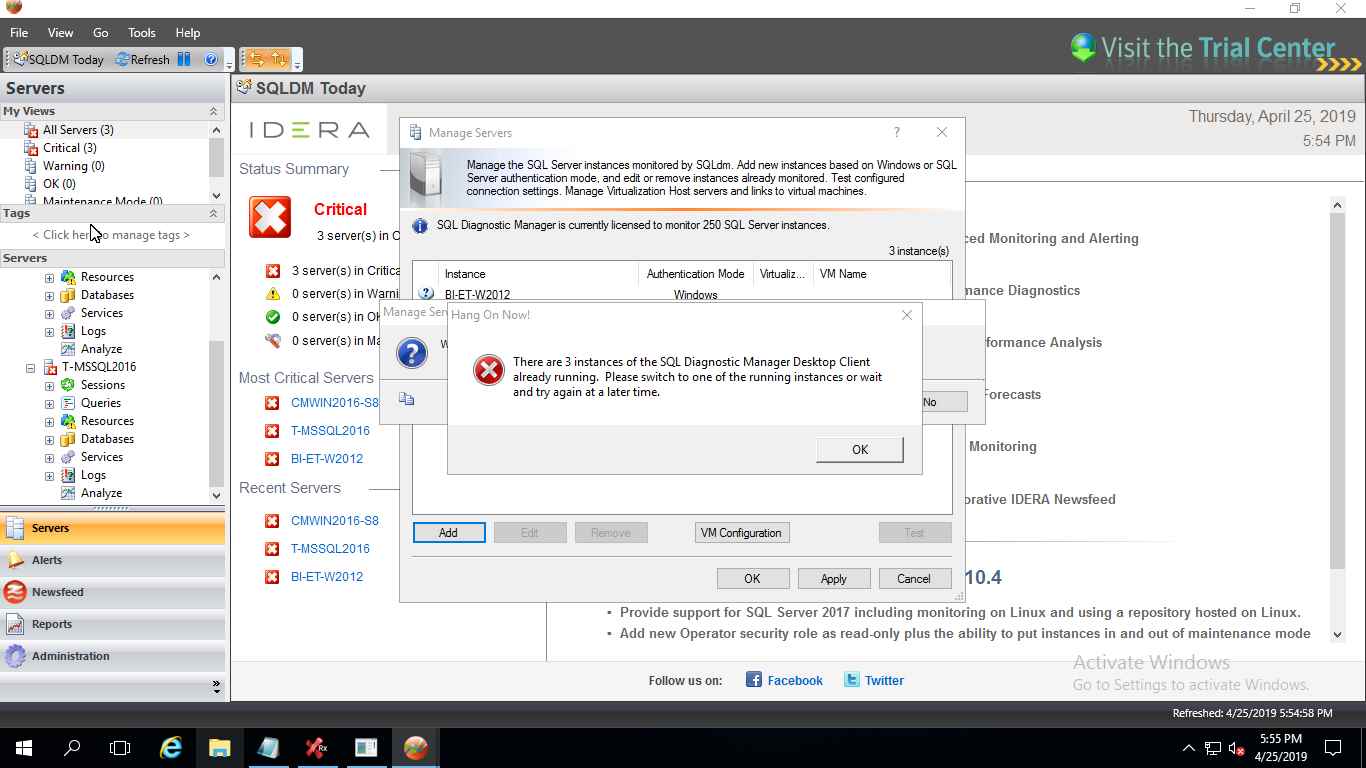 File View Go Tools Help
SQLDM Today Refresh
Visit the Trial Center
Servers
My Views
All Servers (3)
Critical (3)
Warning (0)
OK (0)
Maintenance Mode (0)
Tags
< Click here to manage tags >
Servers
Resources
Databases
Services
Logs
Analyze
T-MSSQL2016
Sessions
Queries
Resources
Databases
Services
Logs
Analyze
Servers
Alerts
Newsfeed
Reports
Administration
SQLDM Today
IDERA
Thursday, April 25, 2019
5:54 PM
Status Summary
Critical
3 server(s) in C
3 server(s) in Critica
0 server(s) in Warni
0 server(s) in OK
0 server(s) in Ma
Most Critical Servers
CMWIN2016-S8
T-MSSQL2016
BI-ET-W2012
Recent Servers
CMWIN2016-S8
T-MSSQL2016
BI-ET-W2012
Manage Servers
Manage the SQL Server instances monitored by SQLdm. Add new instances based on Windows or SQL
Server authentication mode, and edit or remove instances already monitored. Test configured
connection settings. Manage Virtualization Host servers and links to virtual machines.
SQL Diagnostic Manager is currently licensed to monitor 250 SQL Server instances.
3 instance(s)
Instance Authentication Mode Virtualiz... VM Name
BI-ET-W2012 Windows
Manage Ser
W
No
Hang On Now!
There are 3 instances of the SQL Diagnostic Manager Desktop Client
already running. Please switch to one of the running instances or wait
and try again at a later time.
OK
Add Edit Remove VM Configuration Test
OK Apply Cancel
ced Monitoring and Alerting
mance Diagnostics
formance Analysis
Forecasts
Monitoring
orative IDERA Newsfeed
10.4
• Provide support for SQL Server 2017 including monitoring on Linux and using a repository hosted on Linux.
• Add new Operator security role as read-only plus the ability to put instances in and out of maintenance mode
Follow us on: Facebook Twitter
Activate Windows
Go to Settings to activate Windows.
Refreshed: 4/25/2019 5:54:58 PM
Rx
5:55 PM
4/25/2019